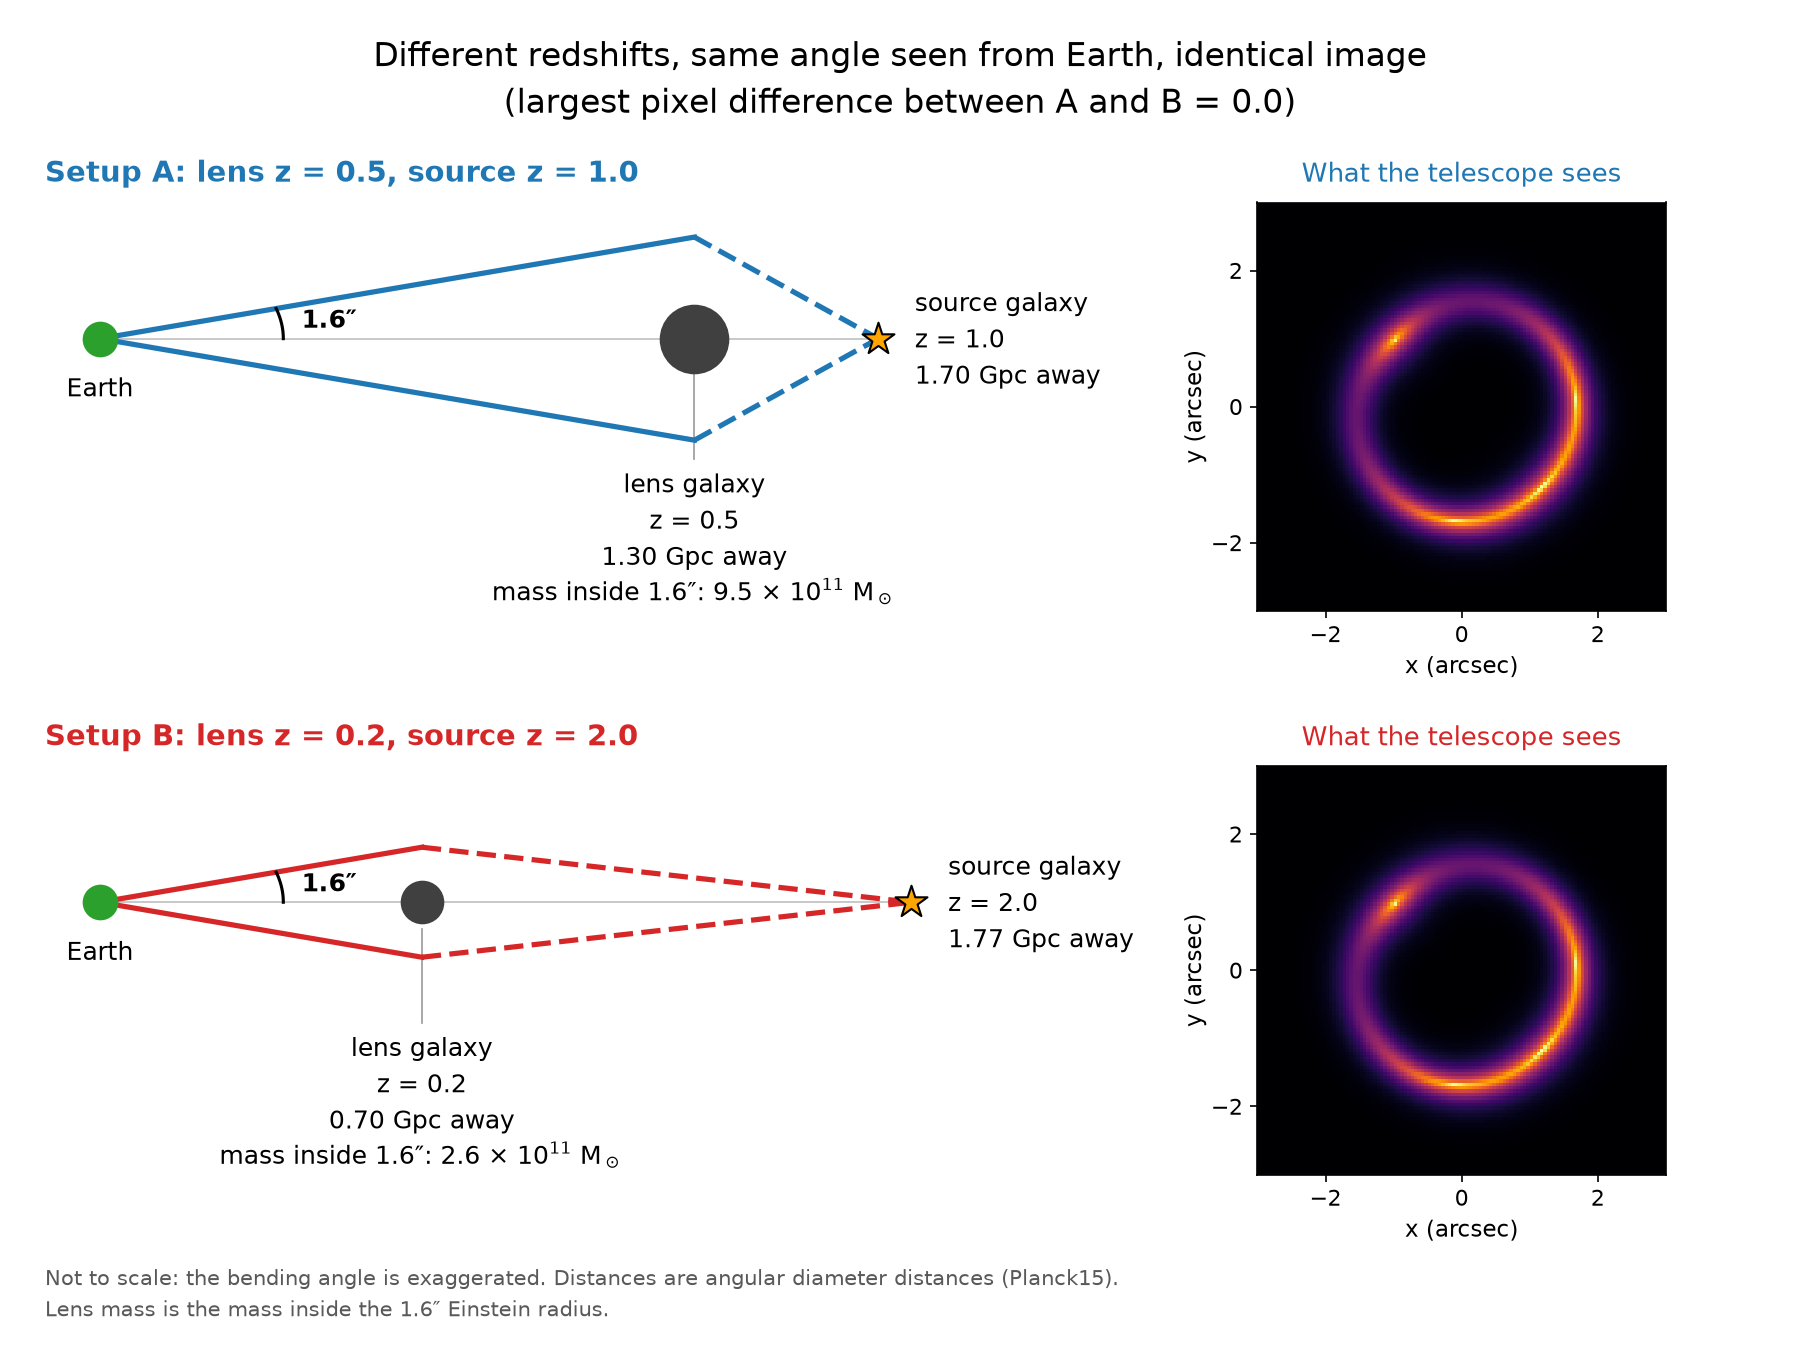 Different redshifts, same angle seen from Earth, identical image
(largest pixel difference between A and B = 0.0)
Setup A: lens z = 0.5, source z = 1.0
1.6″
Earth
source galaxy
z = 1.0
1.70 Gpc away
lens galaxy
z = 0.5
1.30 Gpc away
mass inside 1.6″: 9.5 × 10¹¹ M☉
What the telescope sees
2
0
−2
y (arcsec)
−2 0 2
x (arcsec)
Setup B: lens z = 0.2, source z = 2.0
1.6″
Earth
source galaxy
z = 2.0
1.77 Gpc away
lens galaxy
z = 0.2
0.70 Gpc away
mass inside 1.6″: 2.6 × 10¹¹ M☉
What the telescope sees
2
0
−2
y (arcsec)
−2 0 2
x (arcsec)
Not to scale: the bending angle is exaggerated. Distances are angular diameter distances (Planck15).
Lens mass is the mass inside the 1.6″ Einstein radius.